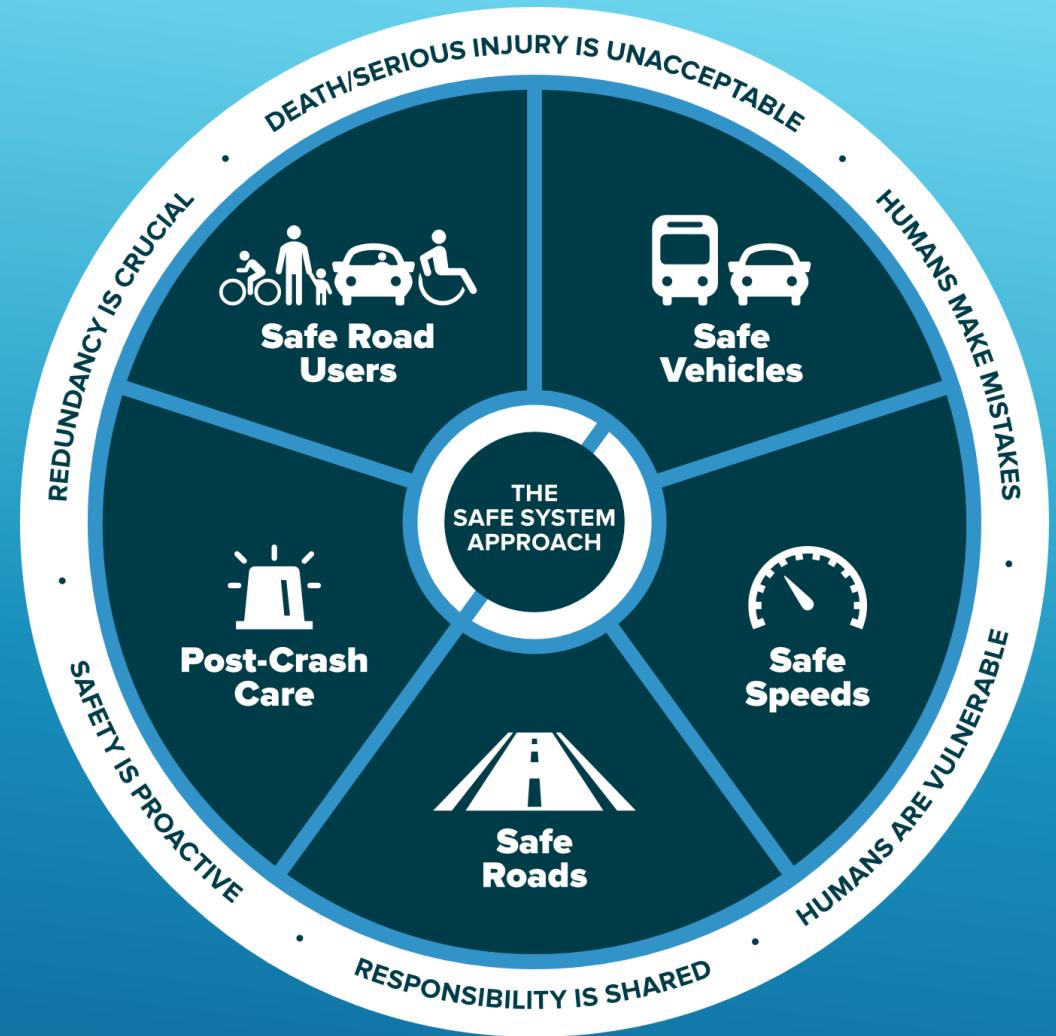 DEATH/SERIOUS INJURY IS UNACCEPTABLE
HUMANS MAKE MISTAKES
HUMANS ARE VULNERABLE
RESPONSIBILITY IS SHARED
SAFETY IS PROACTIVE
REDUNDANCY IS CRUCIAL
Safe Road
Users
Safe
Vehicles
Safe
Speeds
Safe
Roads
Post-Crash
Care
THE
SAFE SYSTEM
APPROACH